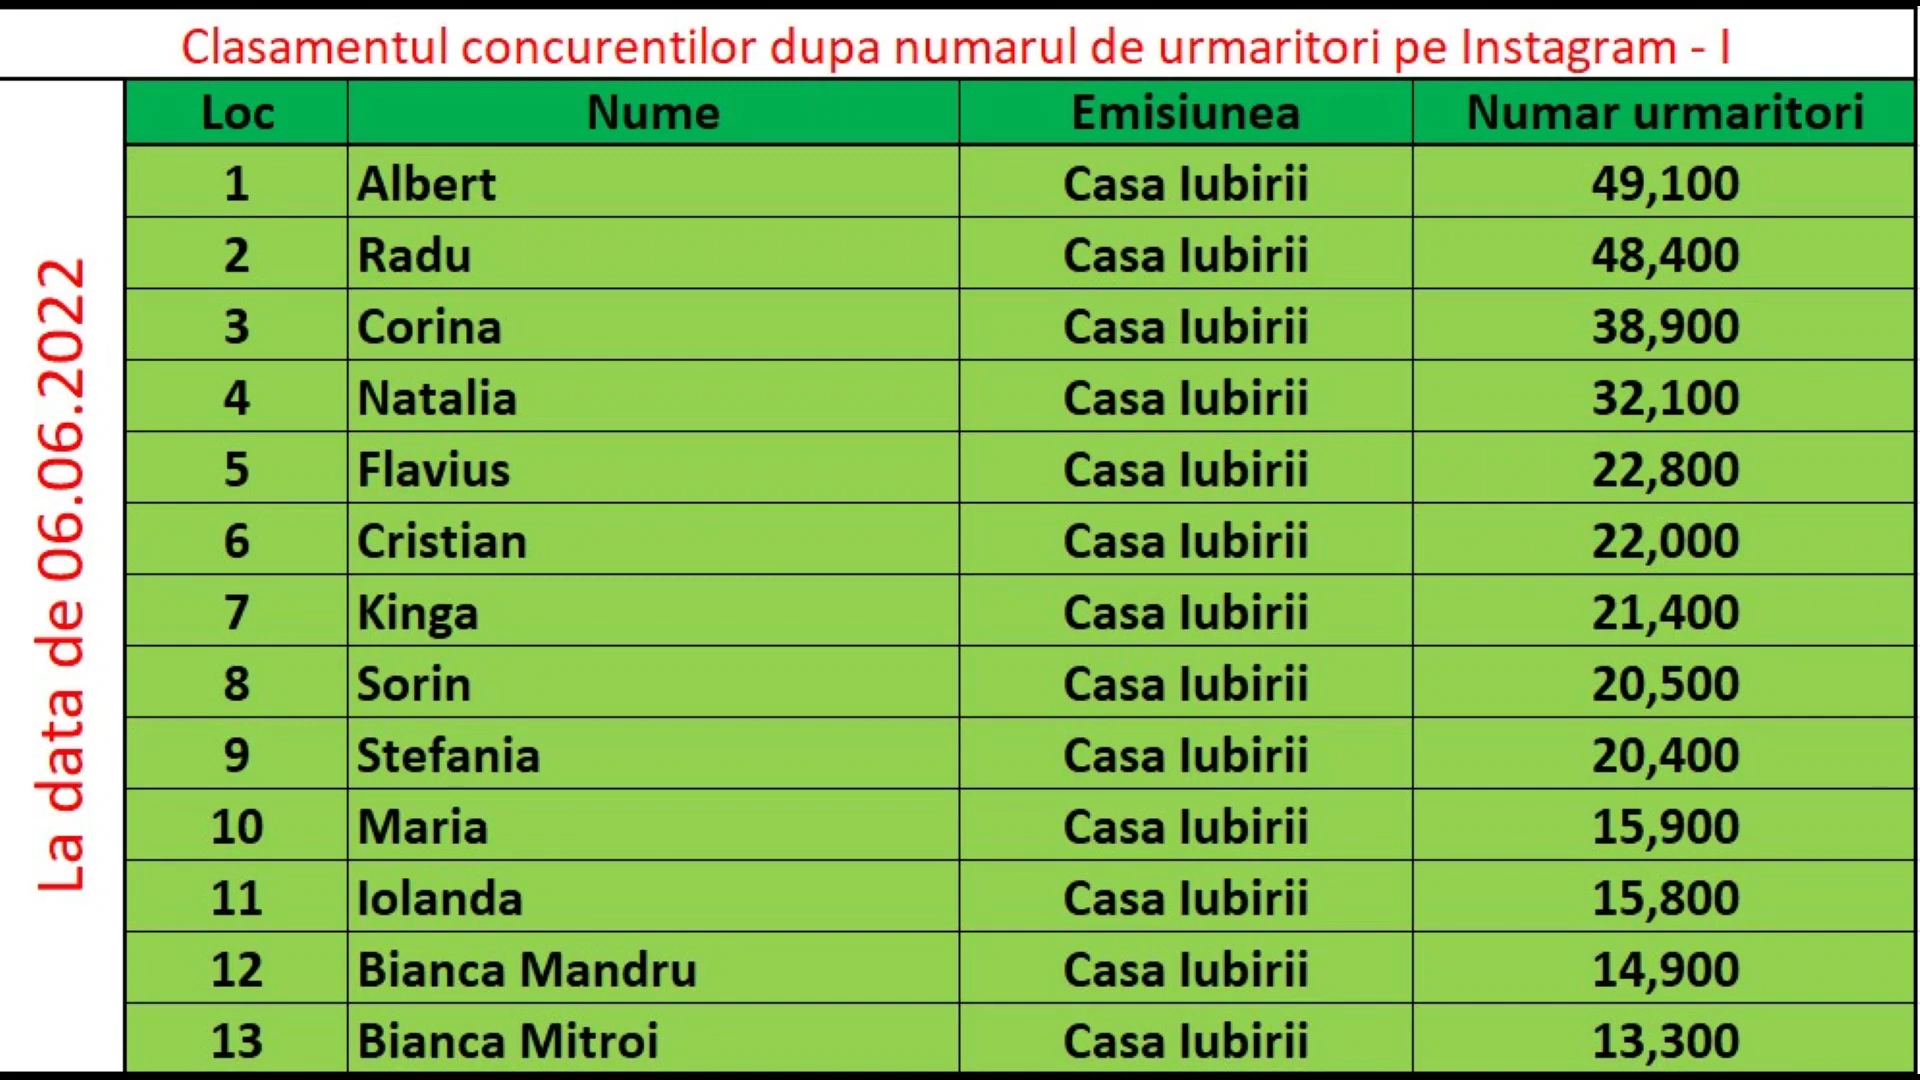 Clasamentul concurentilor dupa numarul de urmaritori pe Instagram - I
La data de 06.06.2022
Loc Nume Emisiunea Numar urmaritori
1 Albert Casa Iubirii 49,100
2 Radu Casa Iubirii 48,400
3 Corina Casa Iubirii 38,900
4 Natalia Casa Iubirii 32,100
5 Flavius Casa Iubirii 22,800
6 Cristian Casa Iubirii 22,000
7 Kinga Casa Iubirii 21,400
8 Sorin Casa Iubirii 20,500
9 Stefania Casa Iubirii 20,400
10 Maria Casa Iubirii 15,900
11 Iolanda Casa Iubirii 15,800
12 Bianca Mandru Casa Iubirii 14,900
13 Bianca Mitroi Casa Iubirii 13,300